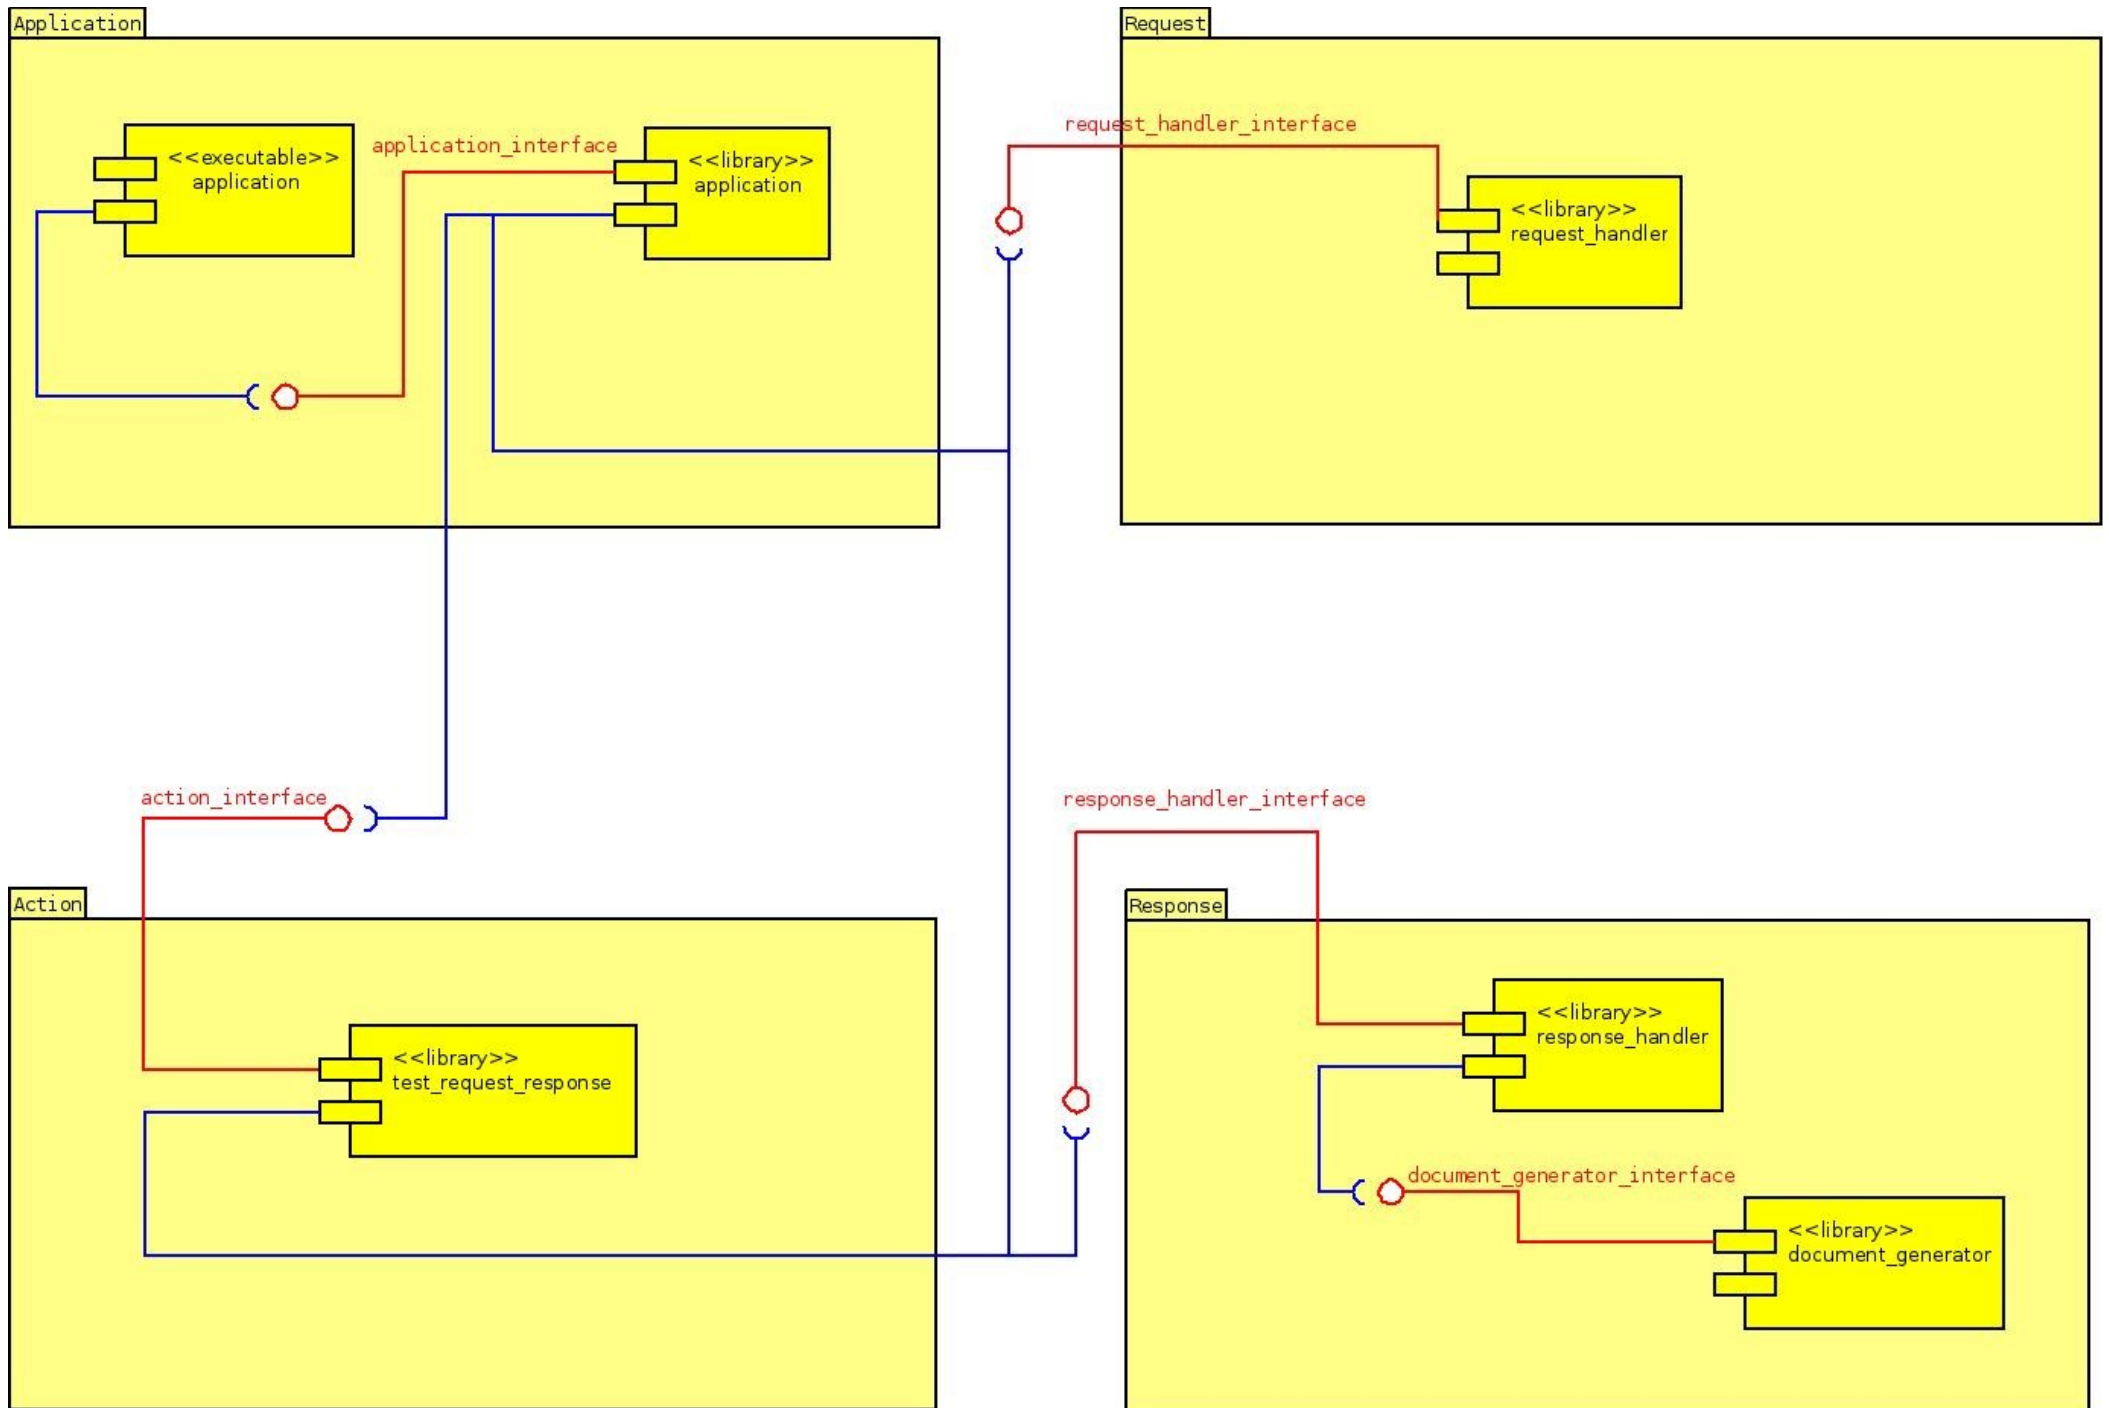 Application
Request
<<executable>>
application
application_interface
<<library>>
application
request_handler_interface
<<library>>
request_handler
action_interface
response_handler_interface
Action
Response
<<library>>
test_request_response
<<library>>
response_handler
document_generator_interface
<<library>>
document_generator